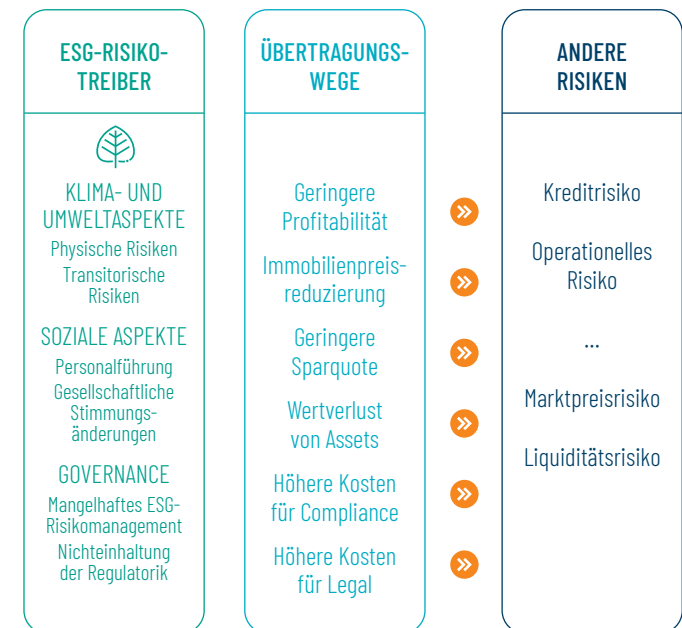 ESG-RISIKO-
TREIBER
KLIMA- UND
UMWELTASPEKTE
Physische Risiken
Transitorische
Risiken
SOZIALE ASPEKTE
Personalführung
Gesellschaftliche
Stimmungs-
änderungen
GOVERNANCE
Mangelhaftes ESG-
Risikomanagement
Nichteinhaltung
der Regulatorik
ÜBERTRAGUNGS-
WEGE
Geringere
Profitabilität
Immobilienpreis-
reduzierung
Geringere
Sparquote
Wertverlust
von Assets
Höhere Kosten
für Compliance
Höhere Kosten
für Legal
ANDERE
RISIKEN
Kreditrisiko
Operationelles
Risiko
...
Marktpreisrisiko
Liquiditätsrisiko